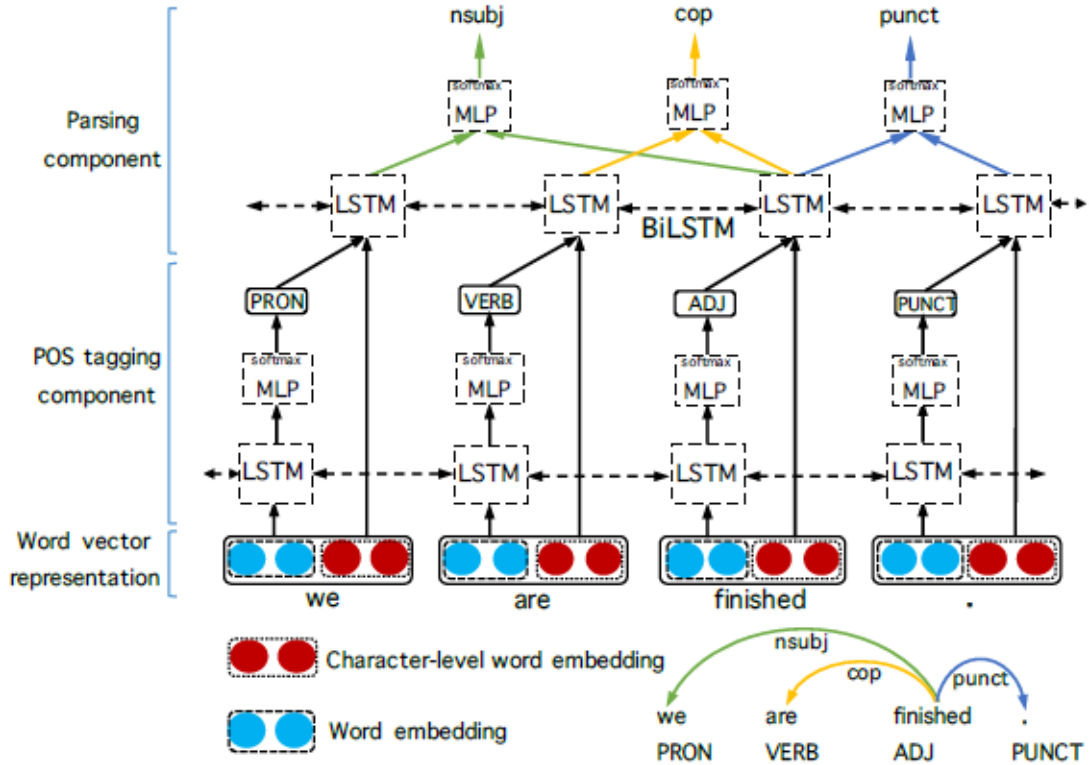 nsubj cop punct
softmax softmax softmax
MLP MLP MLP
Parsing
component
LSTM LSTM LSTM LSTM
BiLSTM
PRON VERB ADJ PUNCT
POS tagging
component
softmax softmax softmax softmax
MLP MLP MLP MLP
LSTM LSTM LSTM LSTM
Word vector
representation
we are finished .
Character-level word embedding
Word embedding
nsubj
cop
punct
we are finished .
PRON VERB ADJ PUNCT